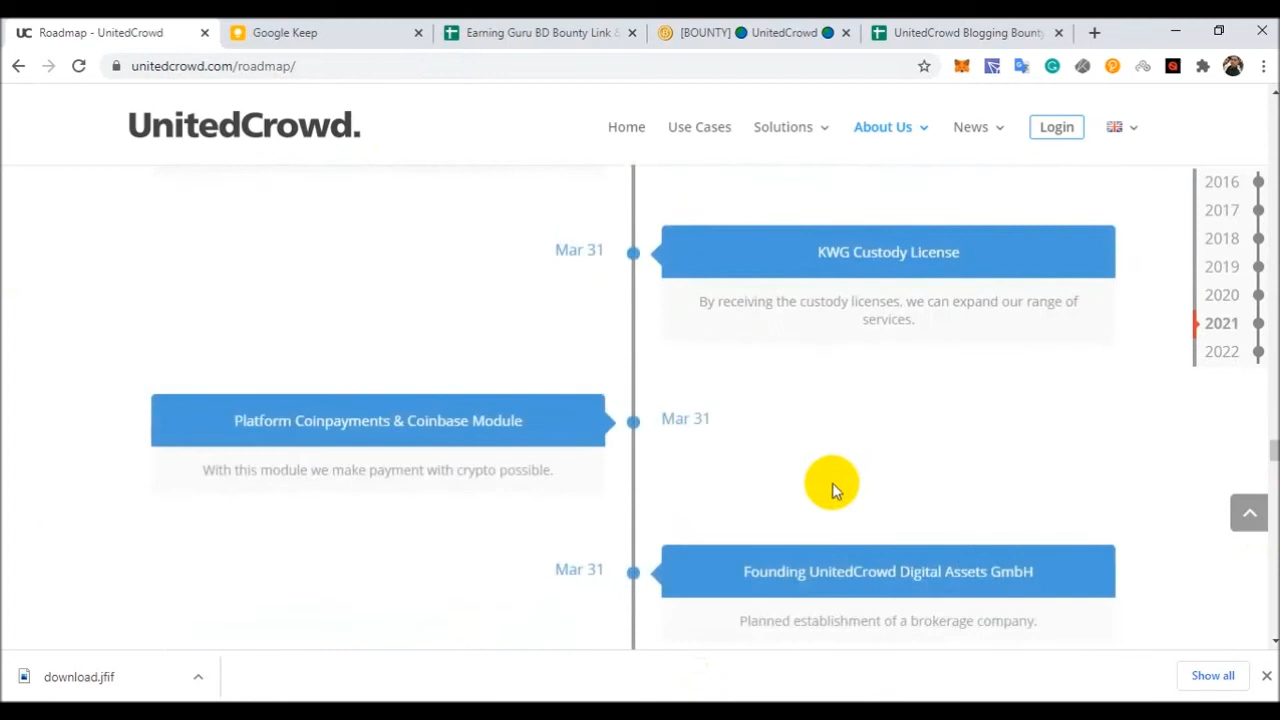 UC Roadmap - UnitedCrowd
Google Keep
Earning Guru BD Bounty Link &
[BOUNTY] 🌎 UnitedCrowd 🌎
UnitedCrowd Blogging Bounty
unitedcrowd.com/roadmap/
UnitedCrowd.
Home
Use Cases
Solutions
About Us
News
Login
2016
2017
2018
2019
2020
2021
2022
Mar 31
KWG Custody License
By receiving the custody licenses, we can expand our range of
services.
Platform Coinpayments & Coinbase Module
Mar 31
With this module we make payment with crypto possible.
Mar 31
Founding UnitedCrowd Digital Assets GmbH
Planned establishment of a brokerage company.
download.jfif
Show all